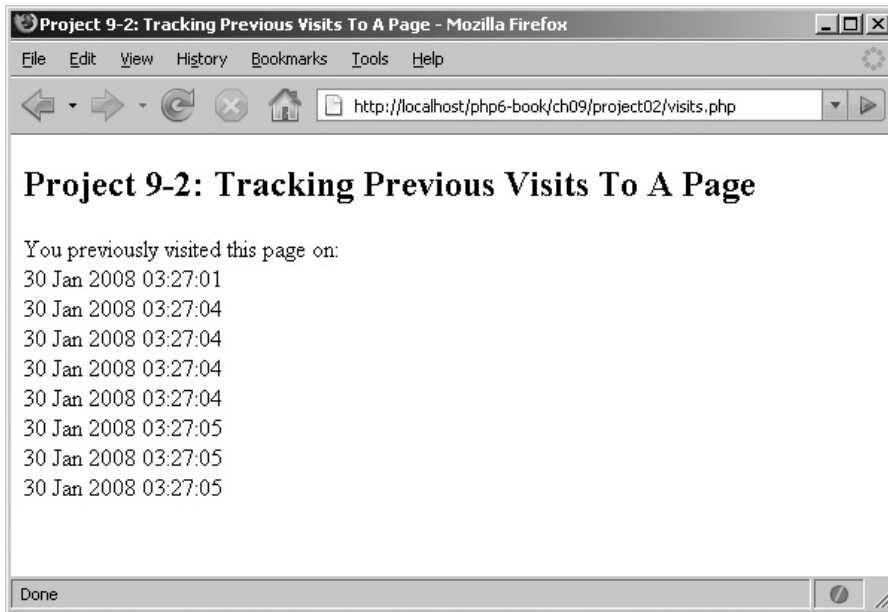 Project 9-2: Tracking Previous Visits To A Page - Mozilla Firefox
File Edit View History Bookmarks Tools Help
http://localhost/php6-book/ch09/project02/visits.php
Project 9-2: Tracking Previous Visits To A Page
You previously visited this page on:
30 Jan 2008 03:27:01
30 Jan 2008 03:27:04
30 Jan 2008 03:27:04
30 Jan 2008 03:27:04
30 Jan 2008 03:27:04
30 Jan 2008 03:27:05
30 Jan 2008 03:27:05
30 Jan 2008 03:27:05
Done